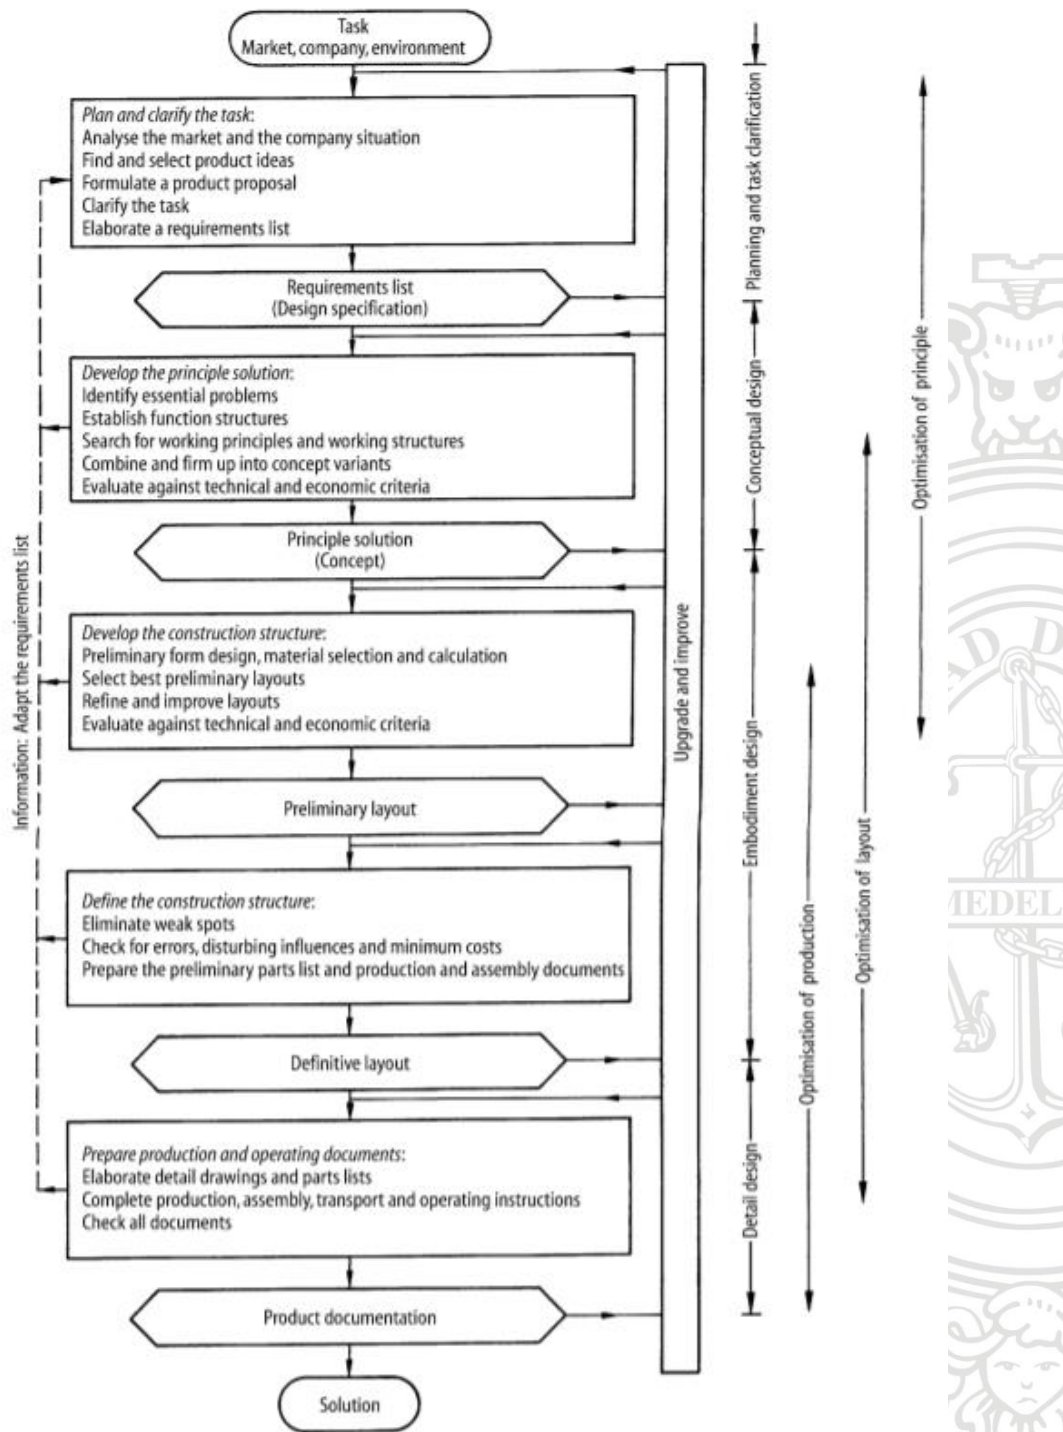 Task
Market, company, environment
Plan and clarify the task:
Analyse the market and the company situation
Find and select product ideas
Formulate a product proposal
Clarify the task
Elaborate a requirements list
Requirements list
(Design specification)
Develop the principle solution:
Identify essential problems
Establish function structures
Search for working principles and working structures
Combine and firm up into concept variants
Evaluate against technical and economic criteria
Principle solution
(Concept)
Develop the construction structure:
Preliminary form design, material selection and calculation
Select best preliminary layouts
Refine and improve layouts
Evaluate against technical and economic criteria
Preliminary layout
Define the construction structure:
Eliminate weak spots
Check for errors, disturbing influences and minimum costs
Prepare the preliminary parts list and production and assembly documents
Definitive layout
Prepare production and operating documents:
Elaborate detail drawings and parts lists
Complete production, assembly, transport and operating instructions
Check all documents
Product documentation
Solution
Information: Adapt the requirements list
Upgrade and improve
Planning and task clarification
Conceptual design
Embodiment design
Detail design
Optimisation of production
Optimisation of layout
Optimisation of principle